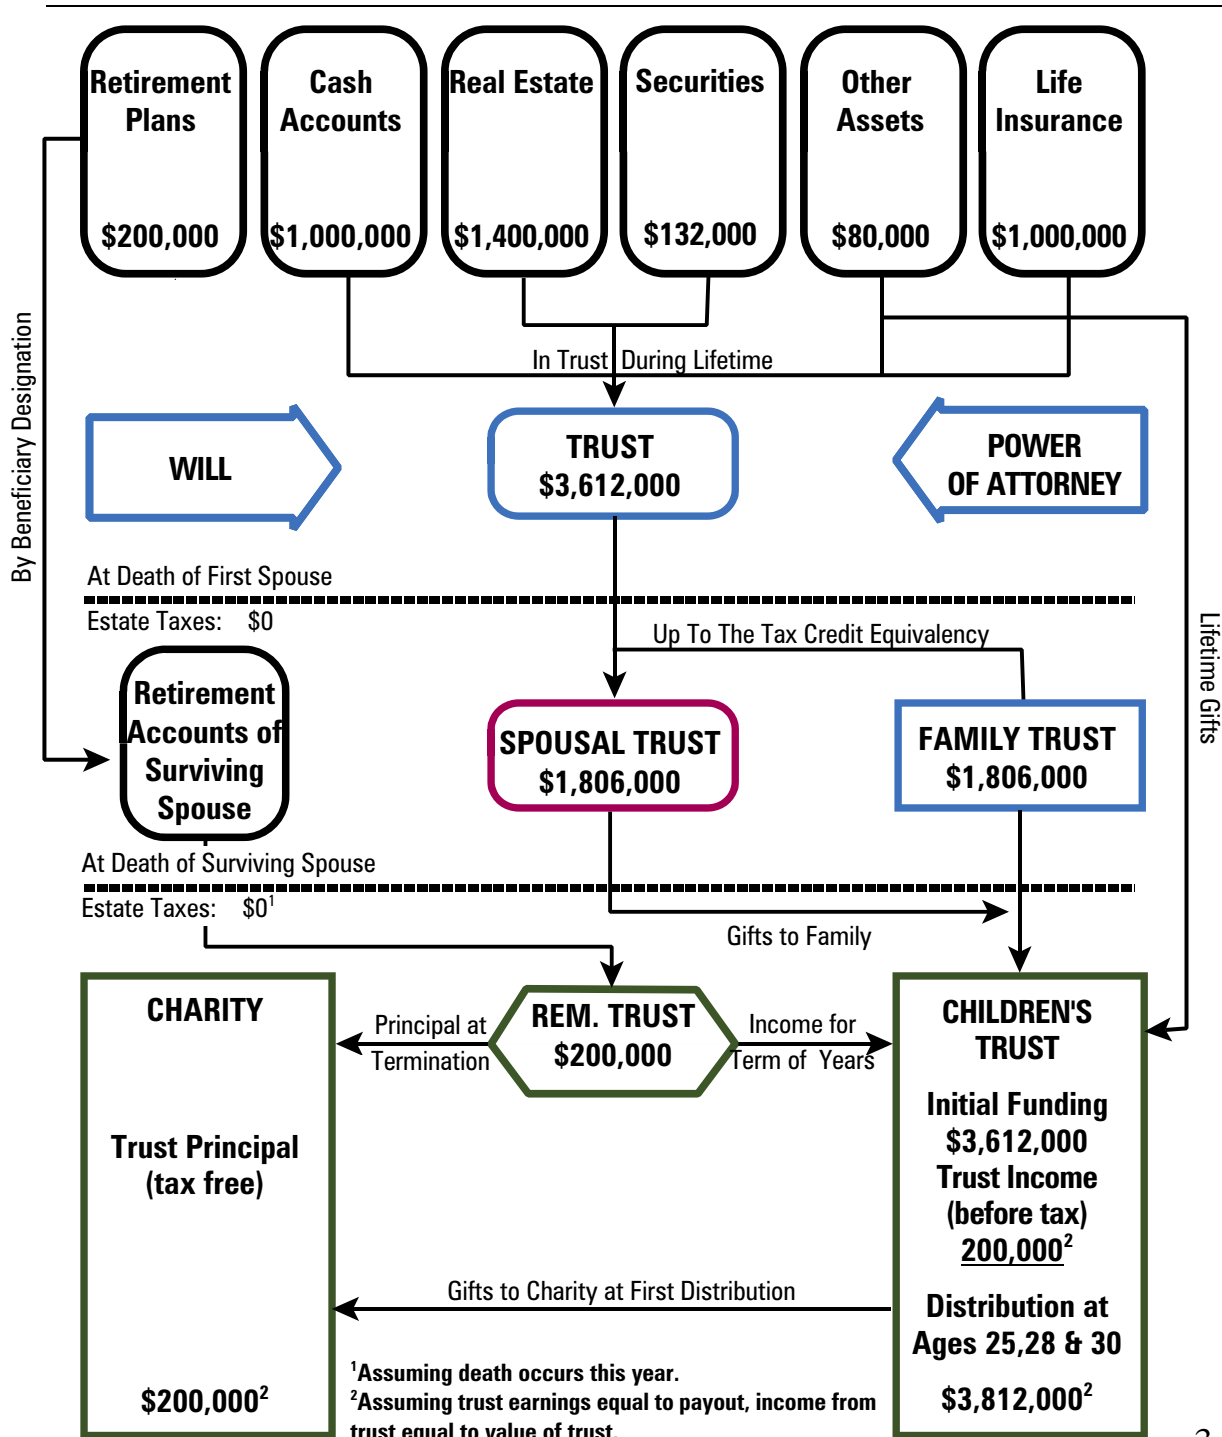 Retirement
Plans
$200,000
Cash
Accounts
$1,000,000
Real Estate
$1,400,000
Securities
$132,000
Other
Assets
$80,000
Life
Insurance
$1,000,000
By Beneficiary Designation
In Trust During Lifetime
WILL
TRUST
$3,612,000
POWER
OF ATTORNEY
At Death of First Spouse
Estate Taxes: $0
Up To The Tax Credit Equivalency
Lifetime Gifts
Retirement
Accounts of
Surviving
Spouse
SPOUSAL TRUST
$1,806,000
FAMILY TRUST
$1,806,000
At Death of Surviving Spouse
Estate Taxes: $0¹
Gifts to Family
CHARITY
Trust Principal
(tax free)
$200,000²
Principal at
Termination
REM. TRUST
$200,000
Income for
Term of Years
CHILDREN'S
TRUST
Initial Funding
$3,612,000
Trust Income
(before tax)
200,000²
Distribution at
Ages 25,28 & 30
$3,812,000²
Gifts to Charity at First Distribution
¹Assuming death occurs this year.
²Assuming trust earnings equal to payout, income from
trust equal to value of trust.